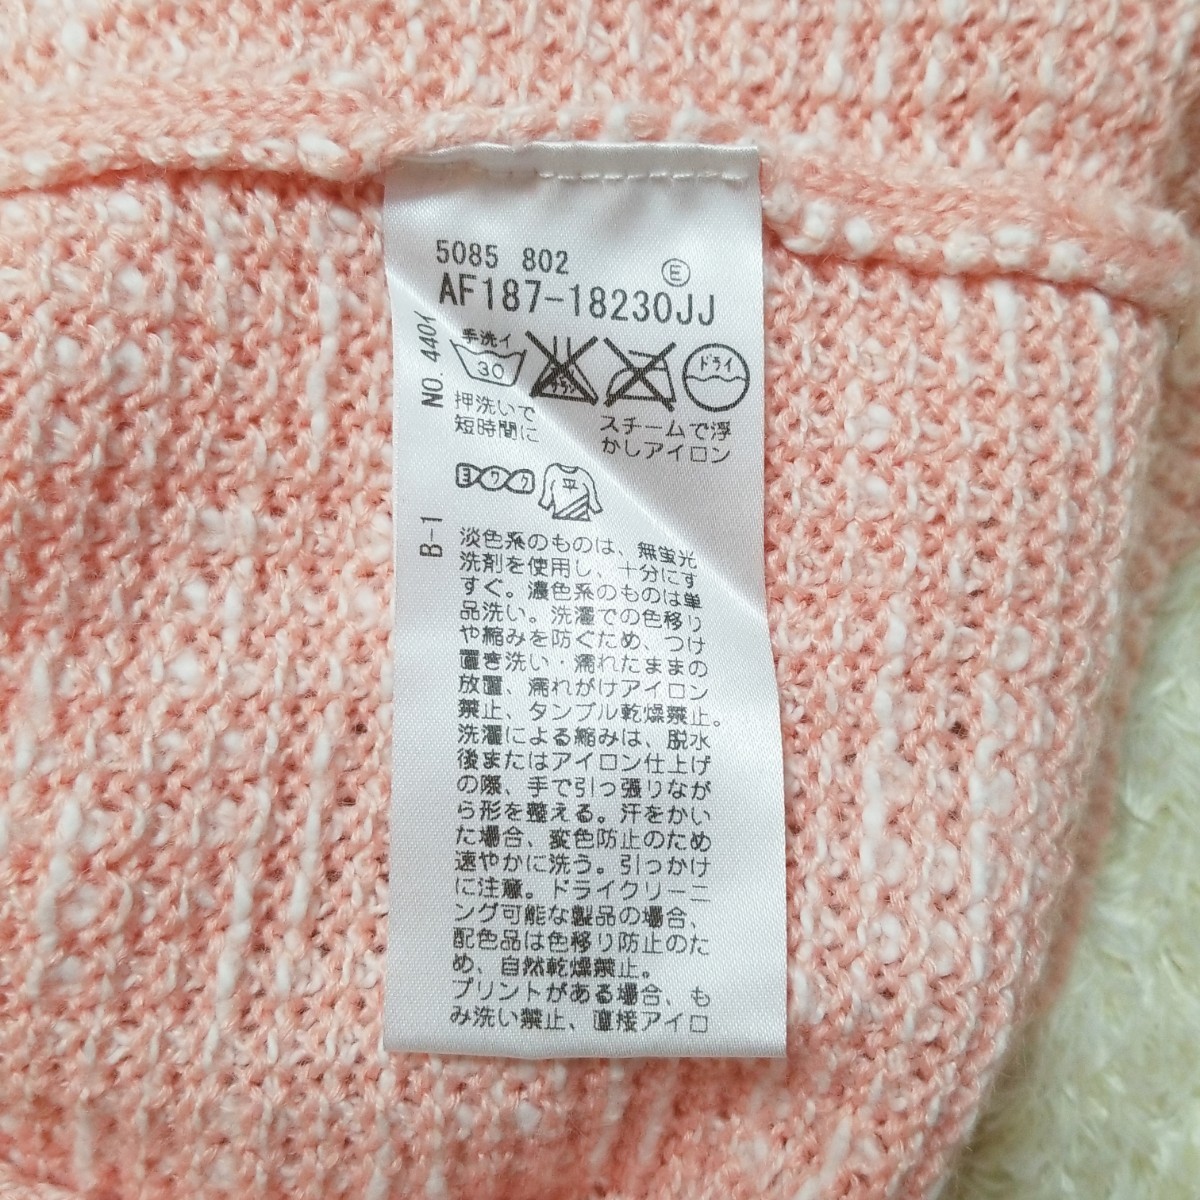 5085 802
Ⓔ
AF187-18230JJ
NO. 440イ
手洗イ
30
ドライ
押洗いで
短時間に
スチームで浮
かしアイロン
ヨワク
平
B-1
淡色系のものは、無蛍光
洗剤を使用し、十分にす
すぐ。濃色系のものは単
品洗い。洗濯での色移り
や縮みを防ぐため、つけ
置き洗い・濡れたままの
放置、濡れがけアイロン
禁止、タンブル乾燥禁止。
洗濯による縮みは、脱水
後またはアイロン仕上げ
の際、手で引っ張りなが
ら形を整える。汗をかい
た場合、変色防止のため
速やかに洗う。引っかけ
に注意。ドライクリーニ
ング可能な製品の場合、
配色品は色移り防止のた
め、自然乾燥禁止。
プリントがある場合、も
み洗い禁止、直接アイロ